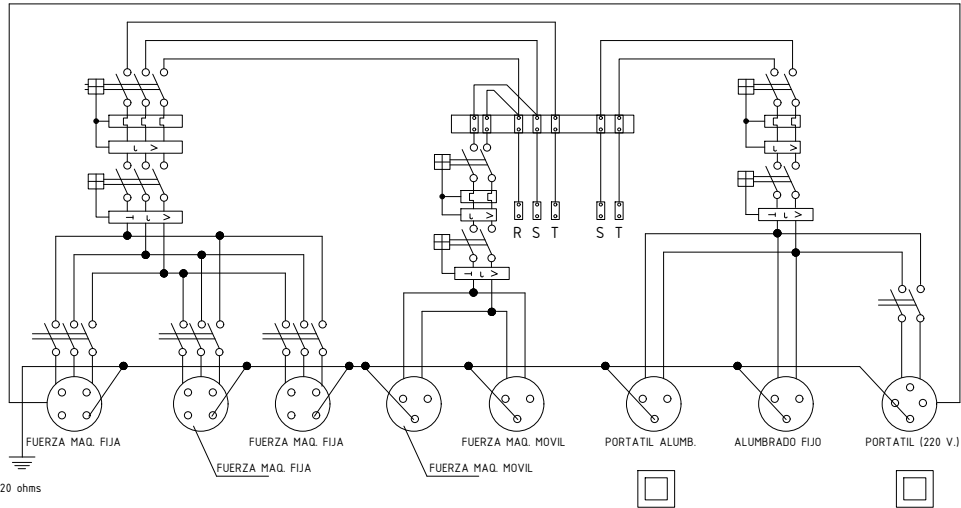 R S T S T
FUERZA MAQ. FIJA
FUERZA MAQ. FIJA
FUERZA MAQ. MOVIL
PORTATIL ALUMB.
ALUMBRADO FIJO
PORTATIL (220 V.)
FUERZA MAQ. FIJA
FUERZA MAQ. MOVIL
20 ohms